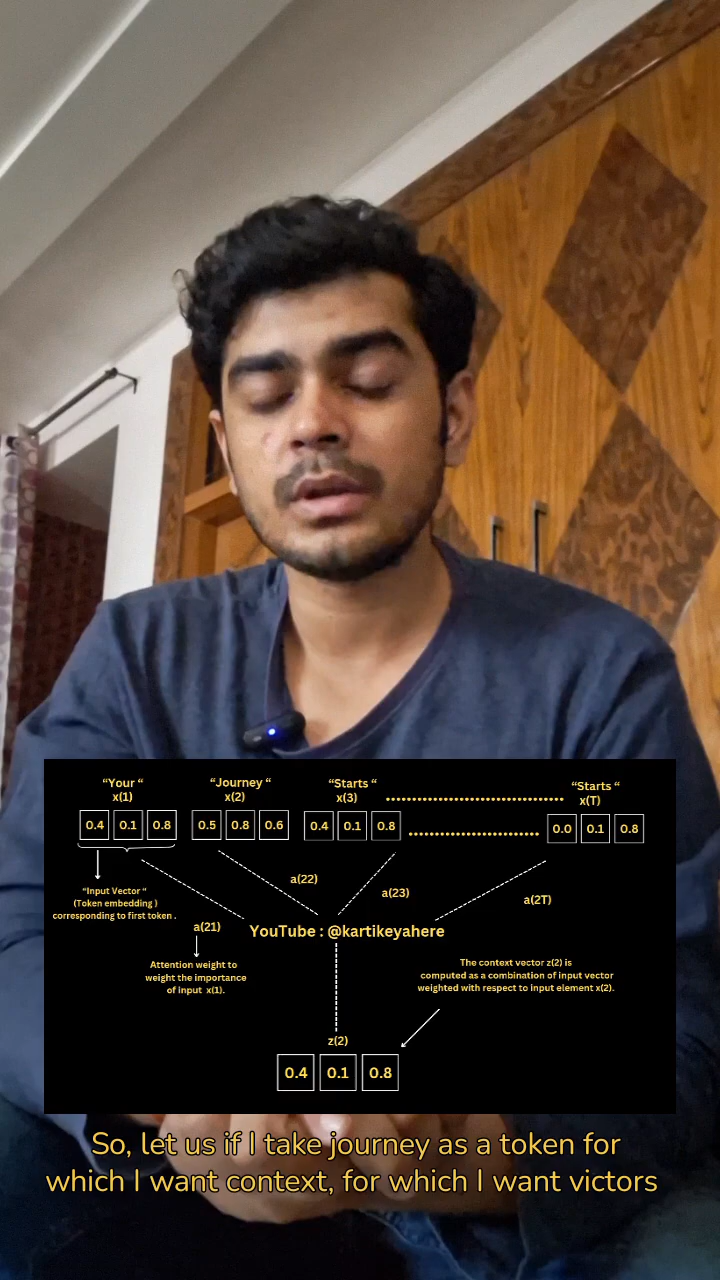 “Your “ “Journey “ “Starts “ “Starts “
x(1) x(2) x(3) x(T)
0.4 0.1 0.8 0.5 0.8 0.6 0.4 0.1 0.8 0.0 0.1 0.8
a(22)
“Input Vector “
(Token embedding )
corresponding to first token .
a(23)
a(2T)
a(21)
YouTube : @kartikeyahere
Attention weight to
weight the importance
of input x(1).
The context vector z(2) is
computed as a combination of input vector
weighted with respect to input element x(2).
z(2)
0.4 0.1 0.8
So, let us if I take journey as a token for
which I want context, for which I want victors